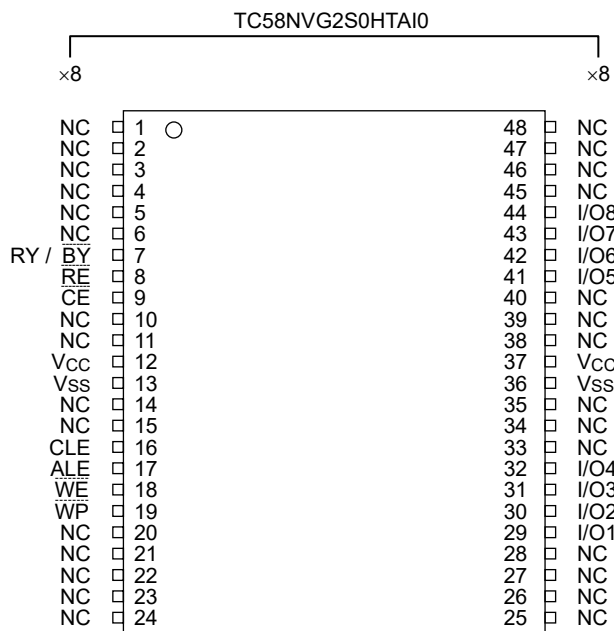 TC58NVG2S0HTAI0
×8 ×8
NC 1 48 NC
NC 2 47 NC
NC 3 46 NC
NC 4 45 NC
NC 5 44 I/O8
NC 6 43 I/O7
RY / BY 7 42 I/O6
RE 8 41 I/O5
CE 9 40 NC
NC 10 39 NC
NC 11 38 NC
VCC 12 37 VCC
VSS 13 36 VSS
NC 14 35 NC
NC 15 34 NC
CLE 16 33 NC
ALE 17 32 I/O4
WE 18 31 I/O3
WP 19 30 I/O2
NC 20 29 I/O1
NC 21 28 NC
NC 22 27 NC
NC 23 26 NC
NC 24 25 NC